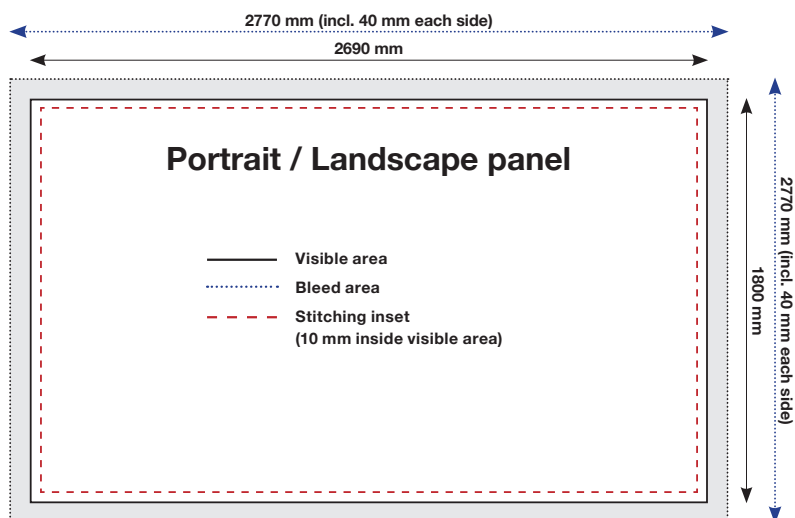 2770 mm (incl. 40 mm each side)
2690 mm
Portrait / Landscape panel
Visible area
Bleed area
Stitching inset
(10 mm inside visible area)
1800 mm
2770 mm (incl. 40 mm each side)